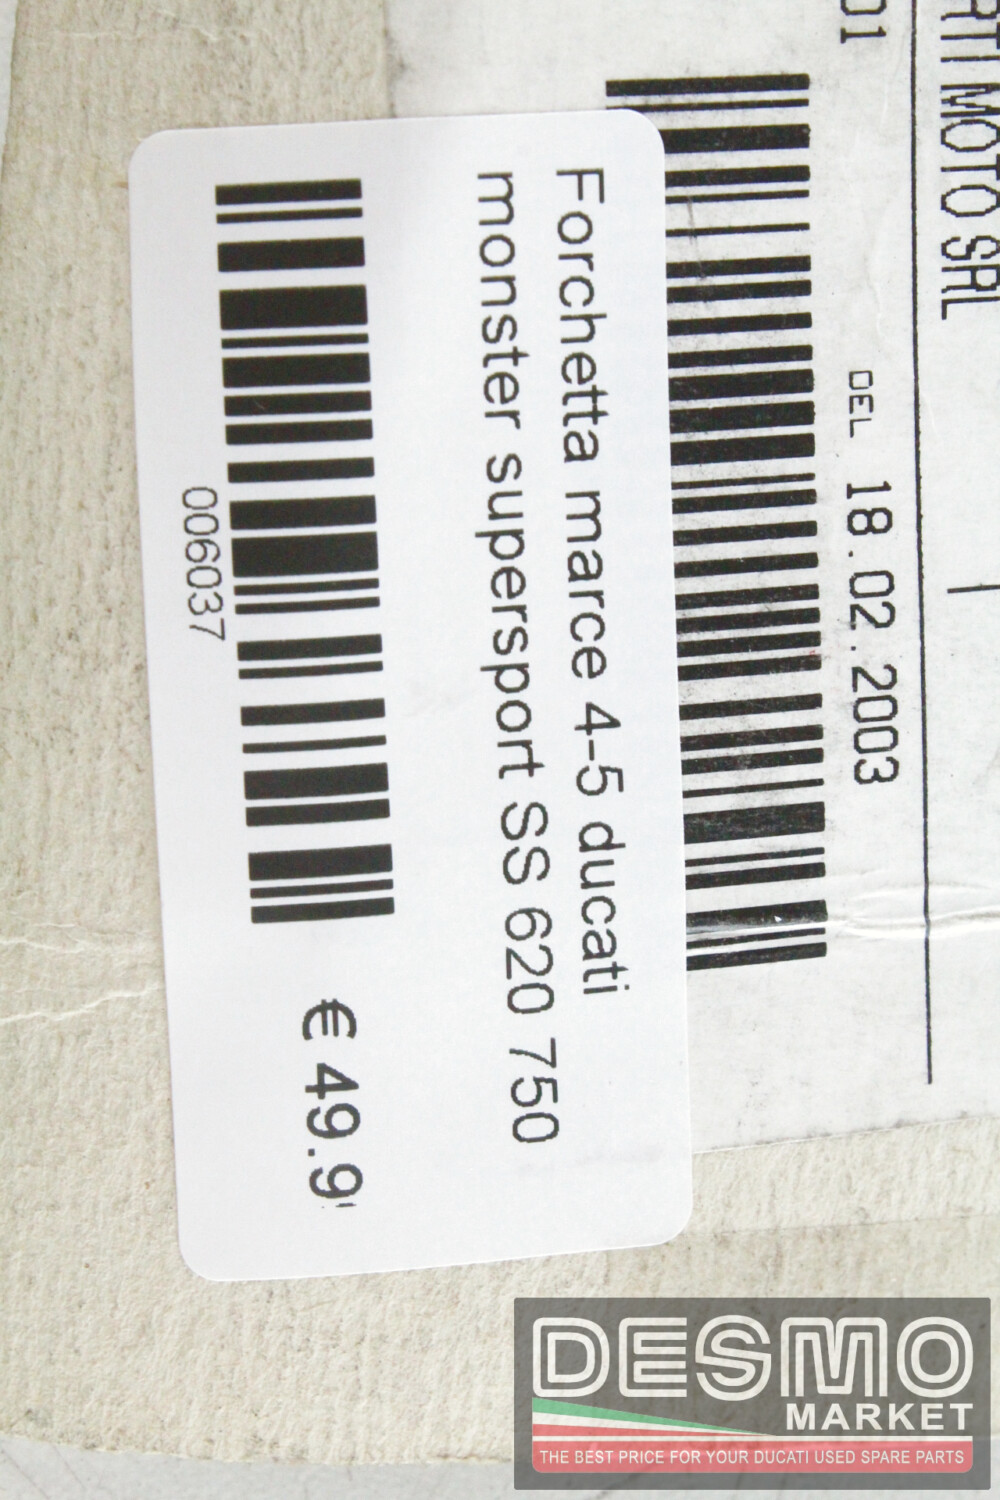 MOTO SRL
DEL 18.02.2003
01
Forchetta marce 4-5 ducati
monster supersport SS 620 750
006037
€ 49.9
DESMO
MARKET
THE BEST PRICE FOR YOUR DUCATI USED SPARE PARTS